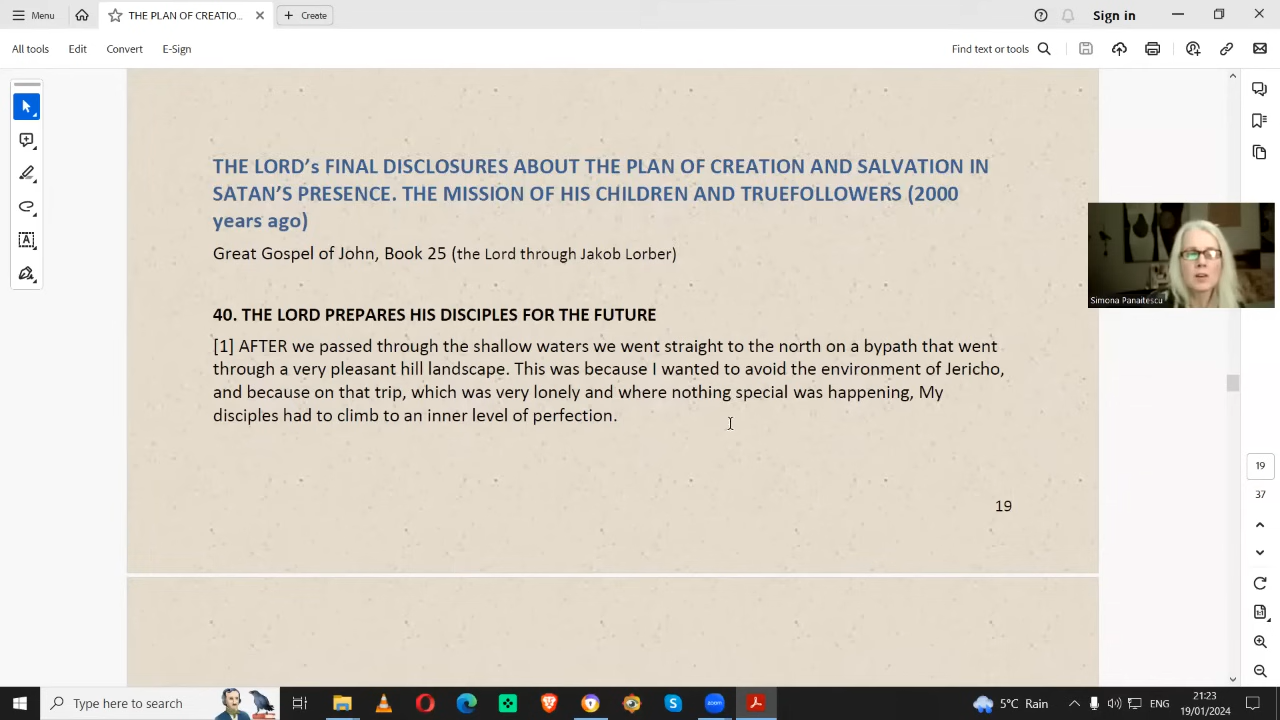 Menu
THE PLAN OF CREATIO...
Create
Sign in
All tools
Edit
Convert
E-Sign
Find text or tools
THE LORD's FINAL DISCLOSURES ABOUT THE PLAN OF CREATION AND SALVATION IN
SATAN'S PRESENCE. THE MISSION OF HIS CHILDREN AND TRUEFOLLOWERS (2000
years ago)
Great Gospel of John, Book 25 (the Lord through Jakob Lorber)
Simona Panaitescu
40. THE LORD PREPARES HIS DISCIPLES FOR THE FUTURE
[1] AFTER we passed through the shallow waters we went straight to the north on a bypath that went
through a very pleasant hill landscape. This was because I wanted to avoid the environment of Jericho,
and because on that trip, which was very lonely and where nothing special was happening, My
disciples had to climb to an inner level of perfection.
19
37
19
Type here to search
zoom
5°C Rain
ENG
21:23
19/01/2024